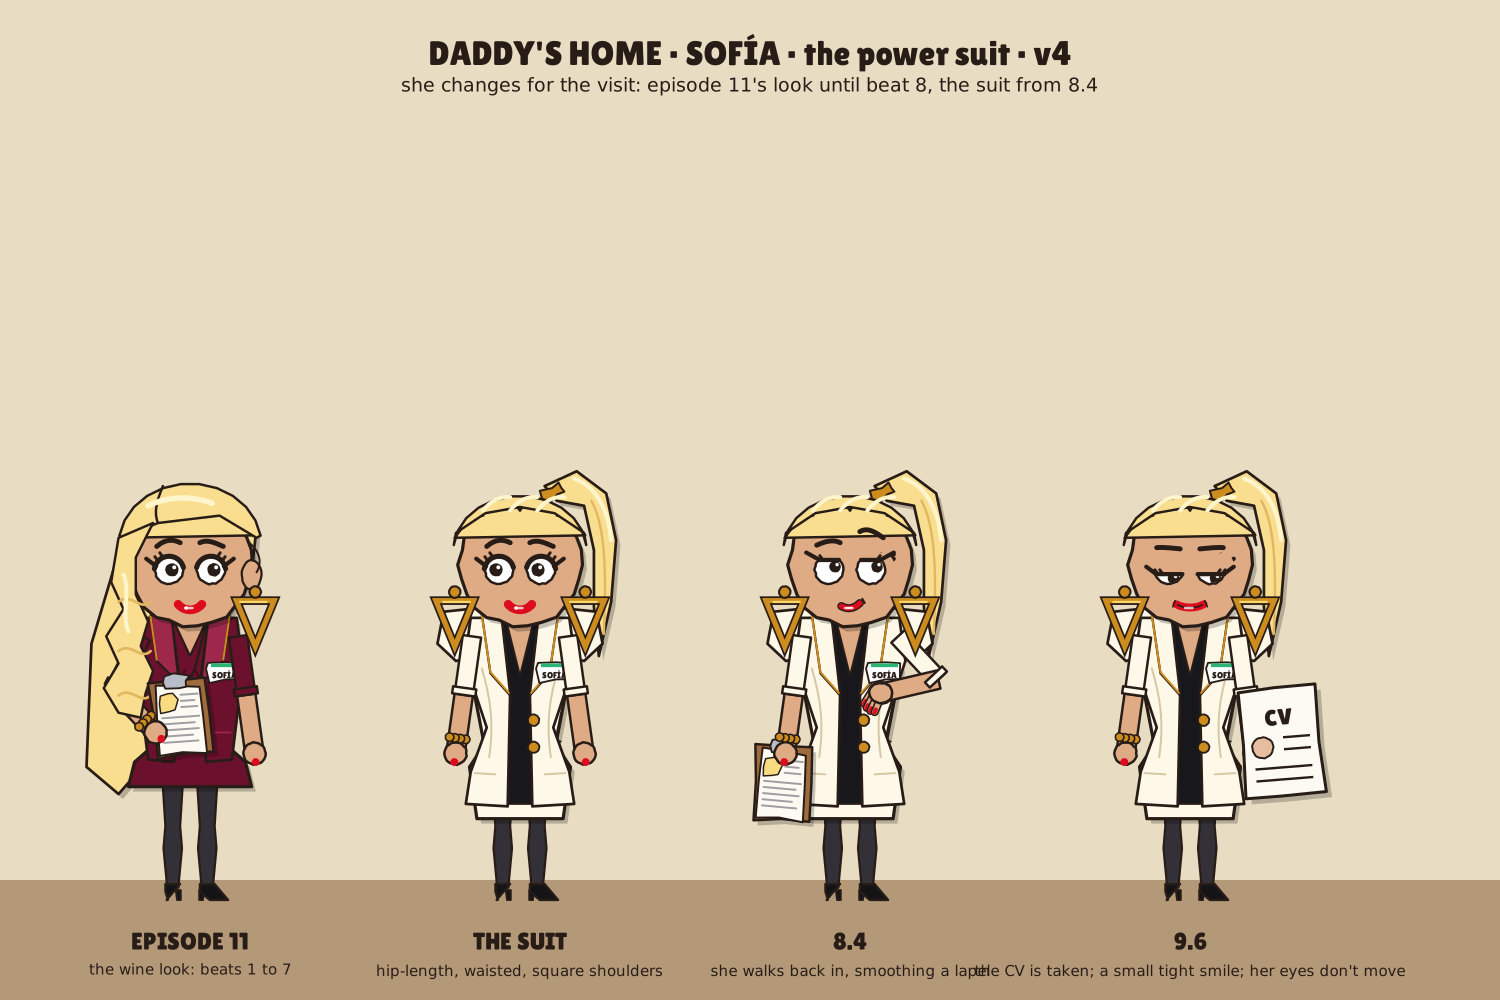 DADDY'S HOME · SOFÍA · the power suit · v4
she changes for the visit: episode 11's look until beat 8, the suit from 8.4
SOFÍA
SOFÍA
SOFÍA
SOFÍA
CV
EPISODE 11
the wine look: beats 1 to 7
THE SUIT
hip-length, waisted, square shoulders
8.4
she walks back in, smoothing a lapel
9.6
the CV is taken; a small tight smile; her eyes don't move